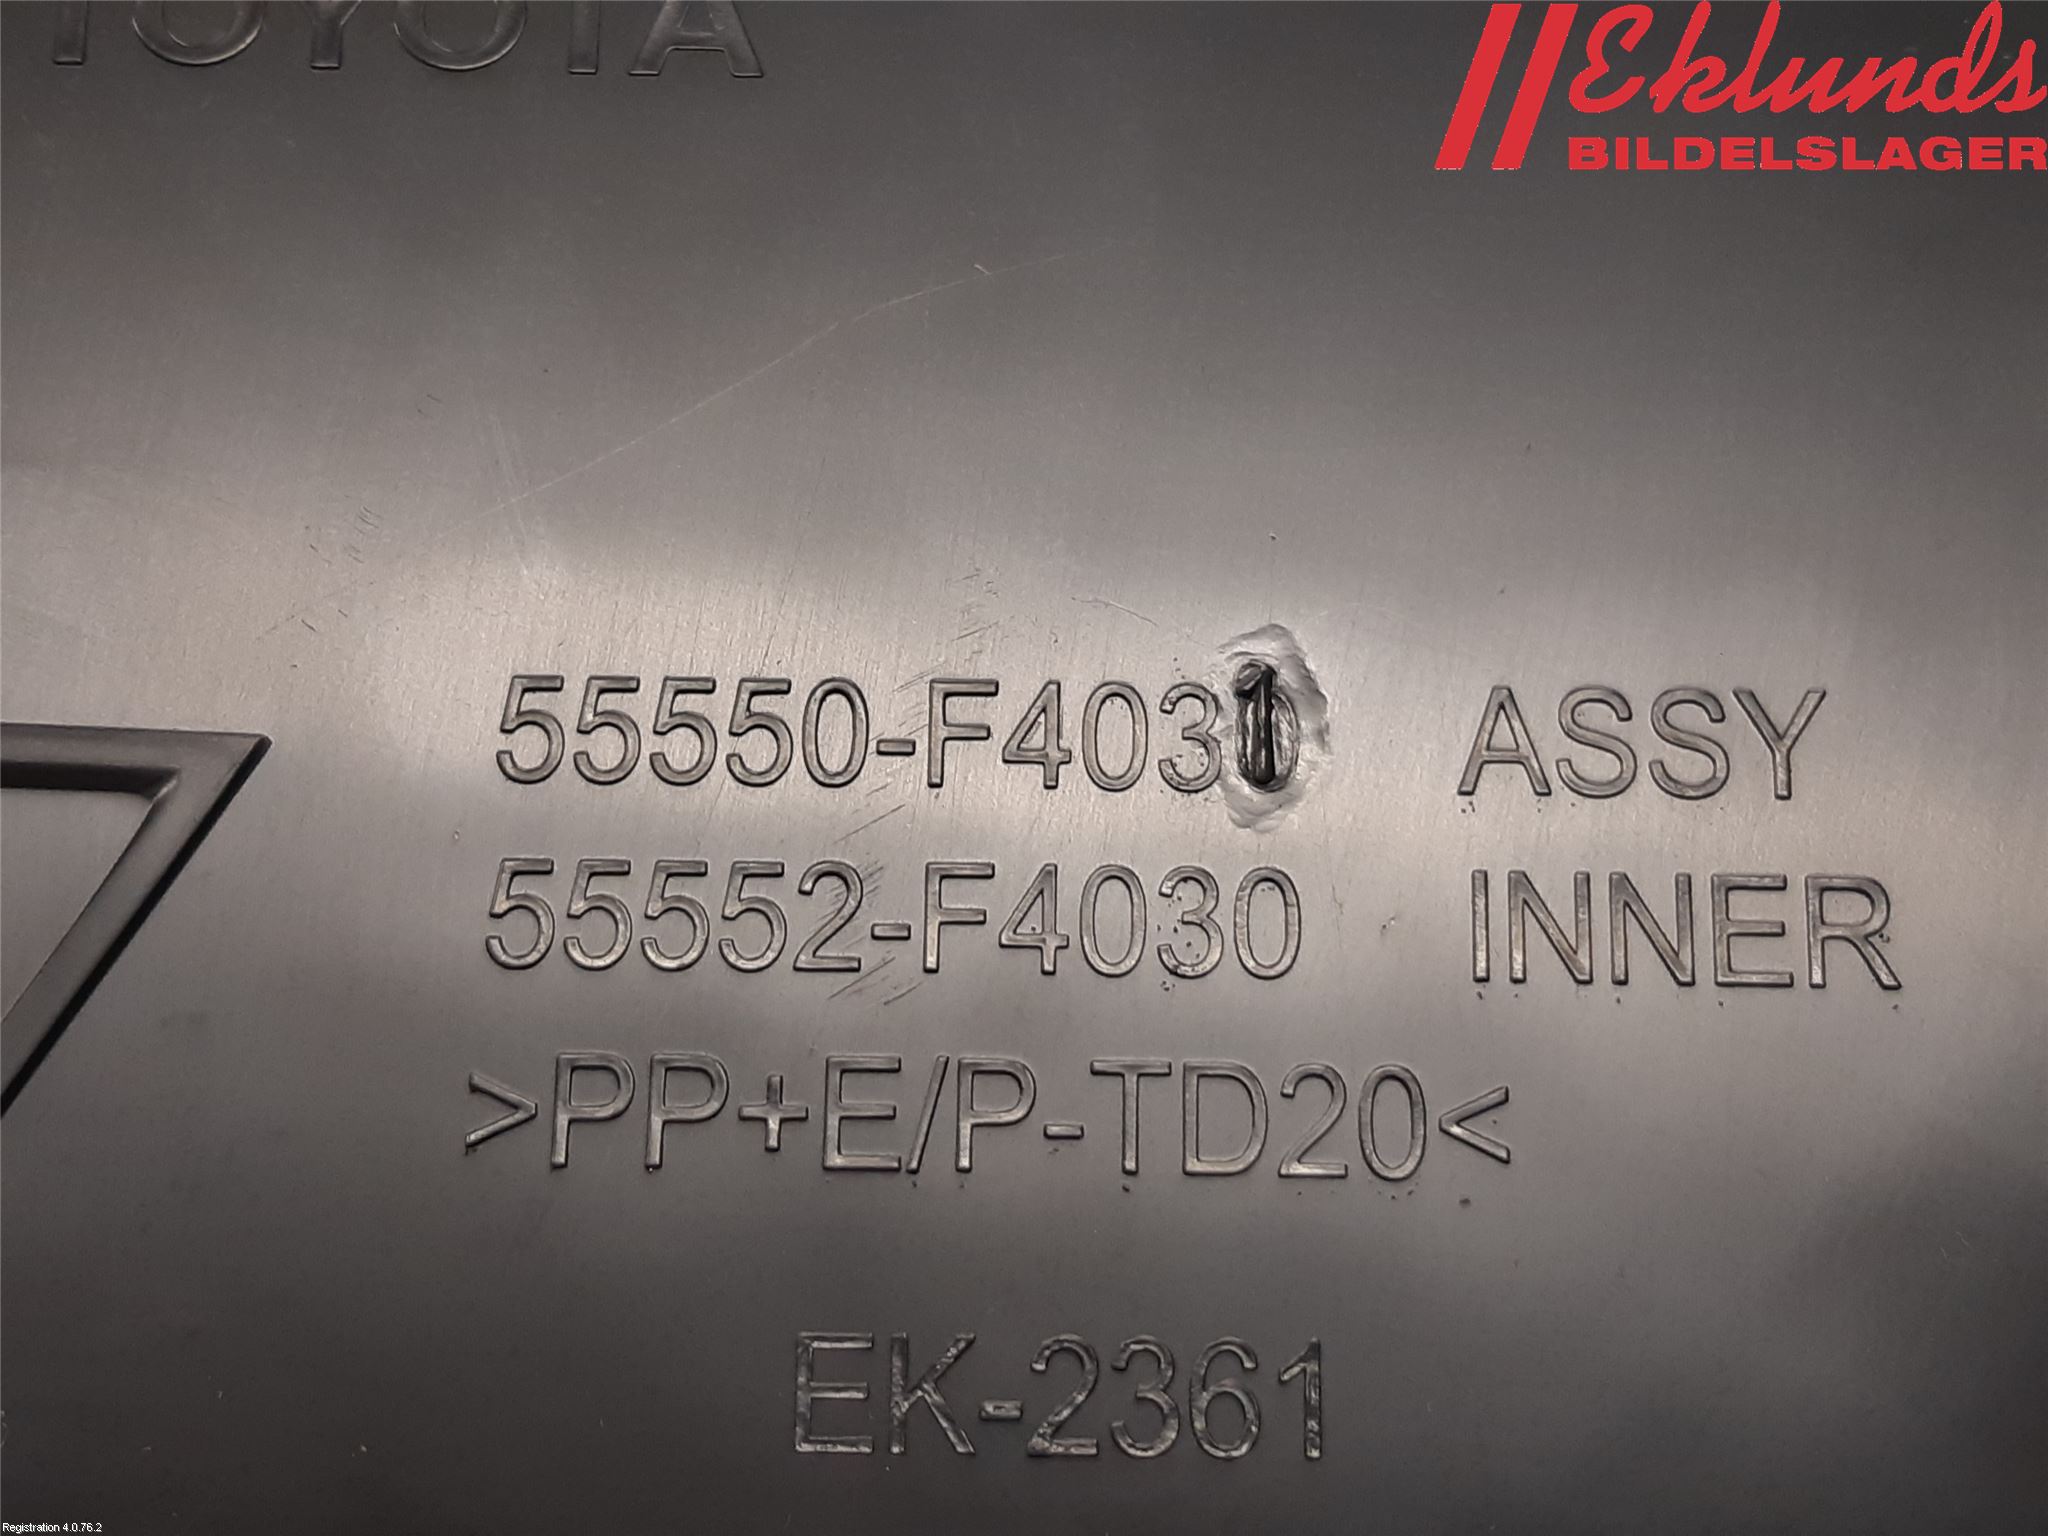 TOYOTA
Eklunds
BILDELSLAGER
55550-F4031 ASSY
55552-F4030 INNER
>PP+E/P-TD20<
EK-2361
Registration 4.0.76.2